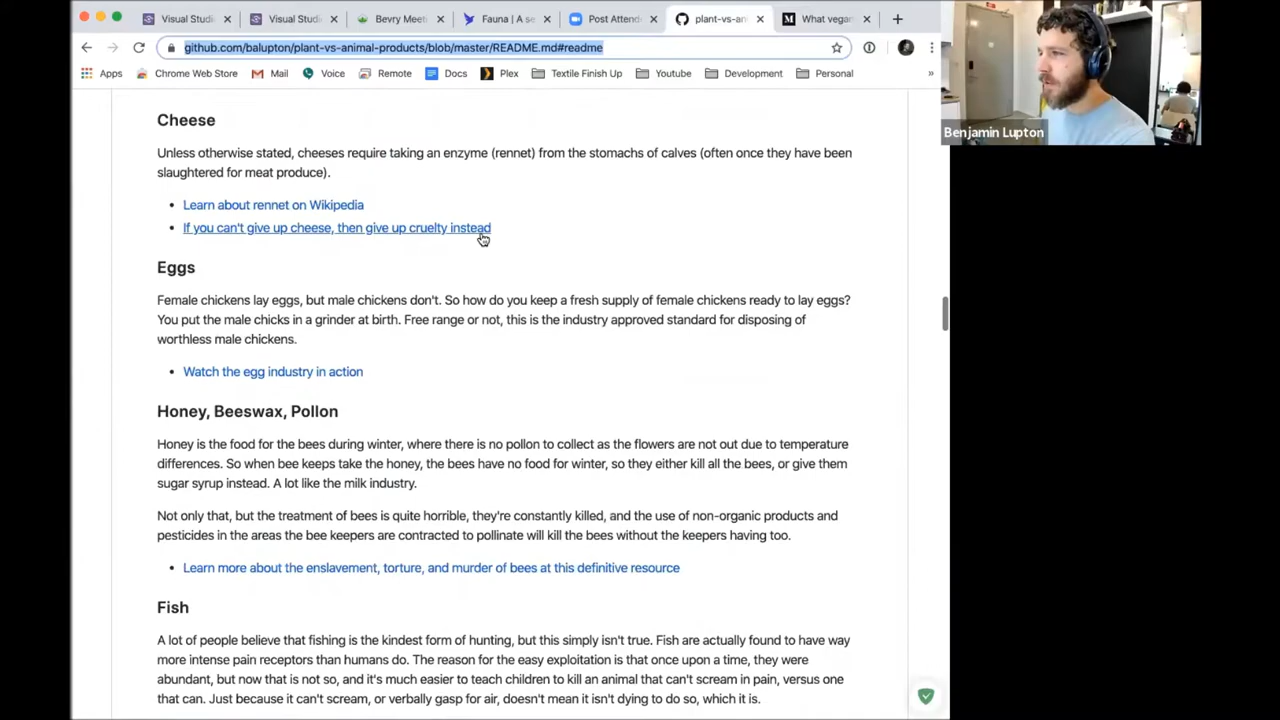 Visual Studi
Visual Studi
Bevry Meet
Fauna | A se
Post Attend
plant-vs-an
What vegan
github.com/balupton/plant-vs-animal-products/blob/master/README.md#readme
Apps
Chrome Web Store
Mail
Voice
Remote
Docs
Plex
Textile Finish Up
Youtube
Development
Personal
»
Benjamin Lupton
Cheese
Unless otherwise stated, cheeses require taking an enzyme (rennet) from the stomachs of calves (often once they have been
slaughtered for meat produce).
• Learn about rennet on Wikipedia
• If you can't give up cheese, then give up cruelty instead
Eggs
Female chickens lay eggs, but male chickens don't. So how do you keep a fresh supply of female chickens ready to lay eggs?
You put the male chicks in a grinder at birth. Free range or not, this is the industry approved standard for disposing of
worthless male chickens.
• Watch the egg industry in action
Honey, Beeswax, Pollon
Honey is the food for the bees during winter, where there is no pollon to collect as the flowers are not out due to temperature
differences. So when bee keeps take the honey, the bees have no food for winter, so they either kill all the bees, or give them
sugar syrup instead. A lot like the milk industry.
Not only that, but the treatment of bees is quite horrible, they're constantly killed, and the use of non-organic products and
pesticides in the areas the bee keepers are contracted to pollinate will kill the bees without the keepers having too.
• Learn more about the enslavement, torture, and murder of bees at this definitive resource
Fish
A lot of people believe that fishing is the kindest form of hunting, but this simply isn't true. Fish are actually found to have way
more intense pain receptors than humans do. The reason for the easy exploitation is that once upon a time, they were
abundant, but now that is not so, and it's much easier to teach children to kill an animal that can't scream in pain, versus one
that can. Just because it can't scream, or verbally gasp for air, doesn't mean it isn't dying to do so, which it is.